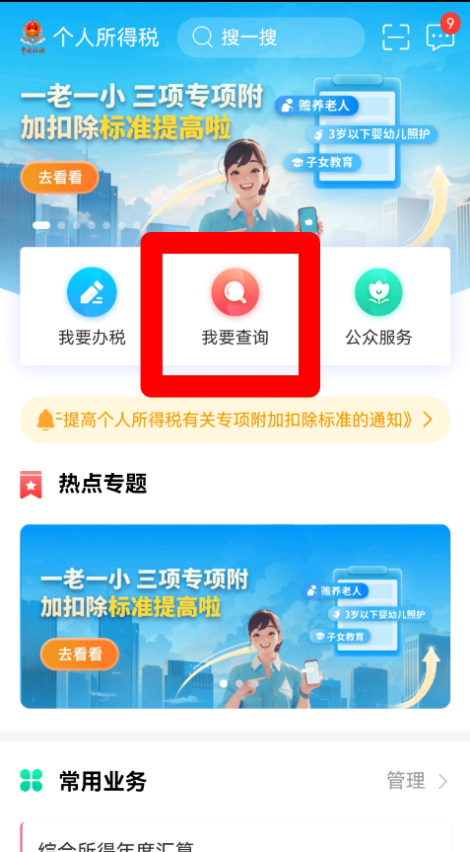 个人所得税
搜一搜
9
一老一小 三项专项附
加扣除标准提高啦
去看看
赡养老人
3岁以下婴幼儿照护
子女教育
我要办税
我要查询
公众服务
提高个人所得税有关专项附加扣除标准的通知》
热点专题
一老一小 三项专项附
加扣除标准提高啦
去看看
赡养老人
3岁以下婴幼儿照护
子女教育
常用业务
管理
综合所得年度汇算